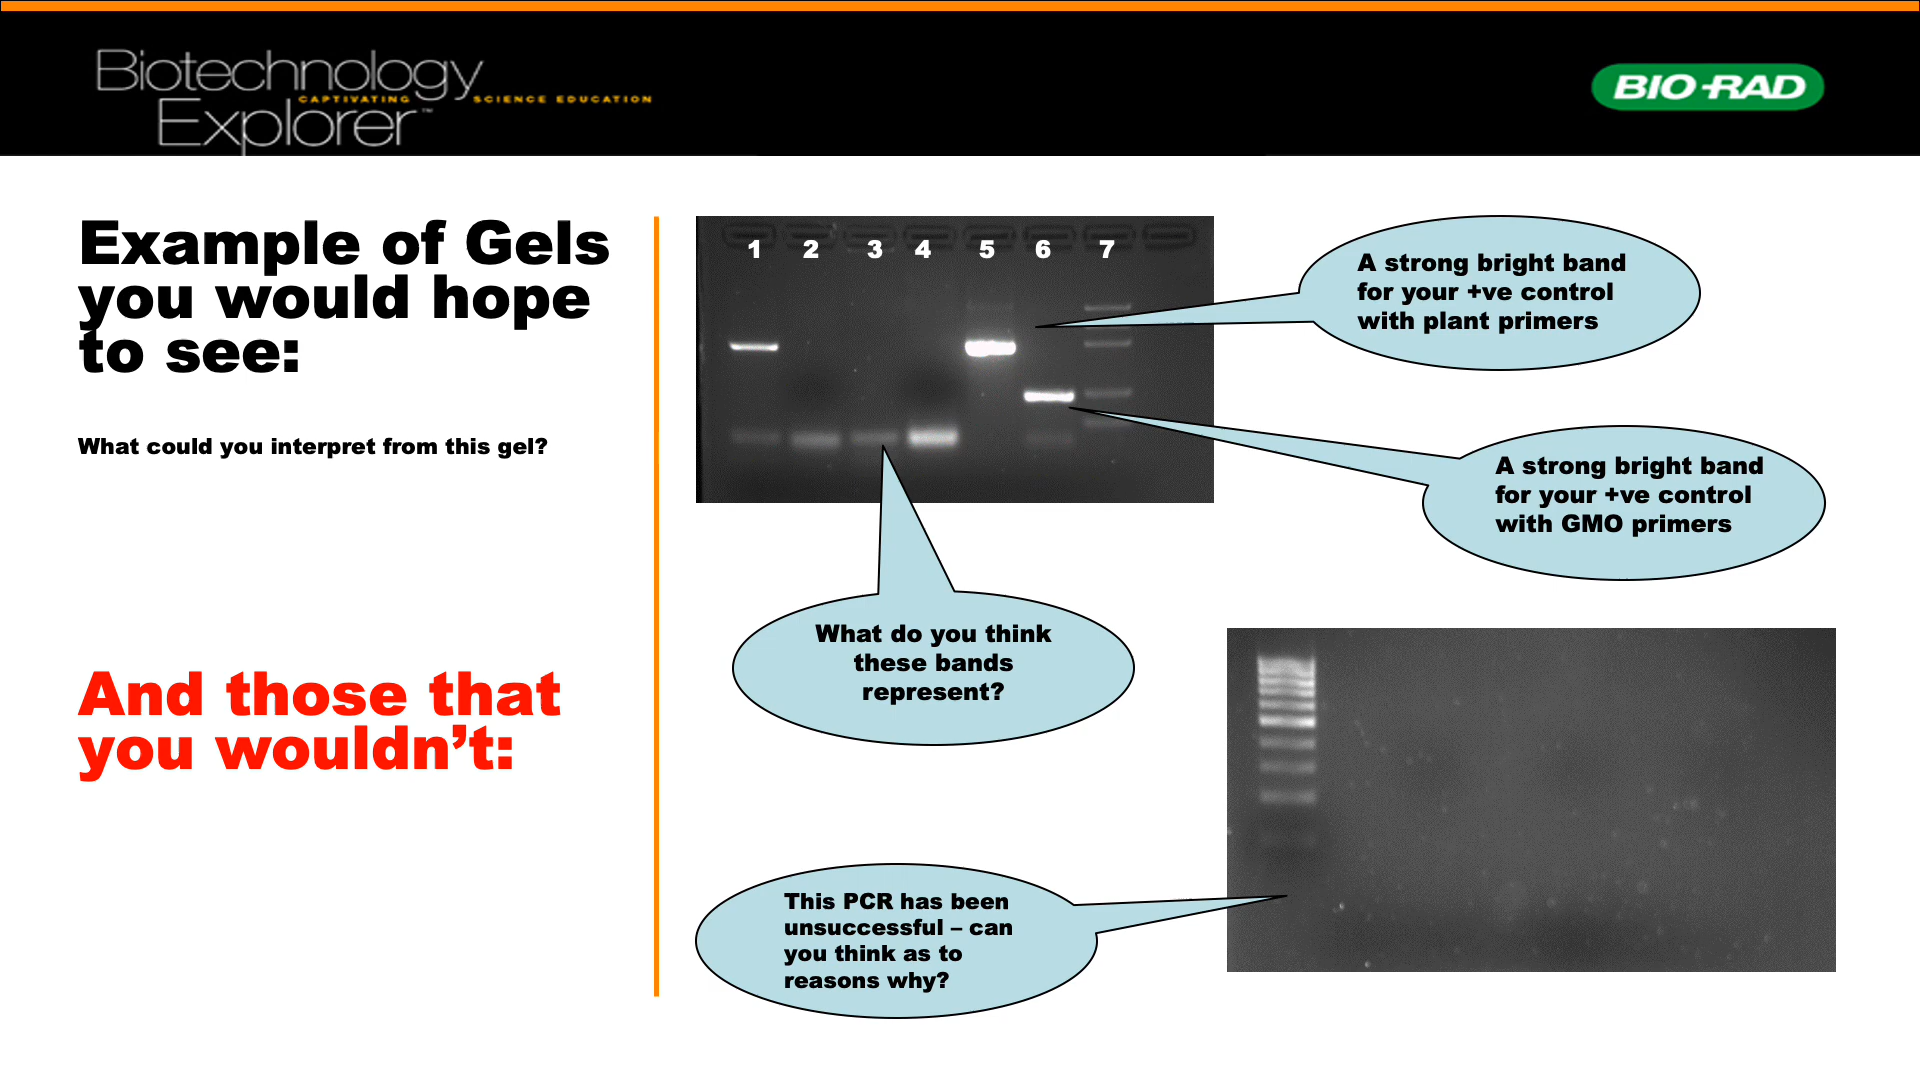 Biotechnology
CAPTIVATING SCIENCE EDUCATION
Explorer™
BIO-RAD
Example of Gels
you would hope
to see:
What could you interpret from this gel?
And those that
you wouldn’t:
1 2 3 4 5 6 7
A strong bright band
for your +ve control
with plant primers
A strong bright band
for your +ve control
with GMO primers
What do you think
these bands
represent?
This PCR has been
unsuccessful – can
you think as to
reasons why?